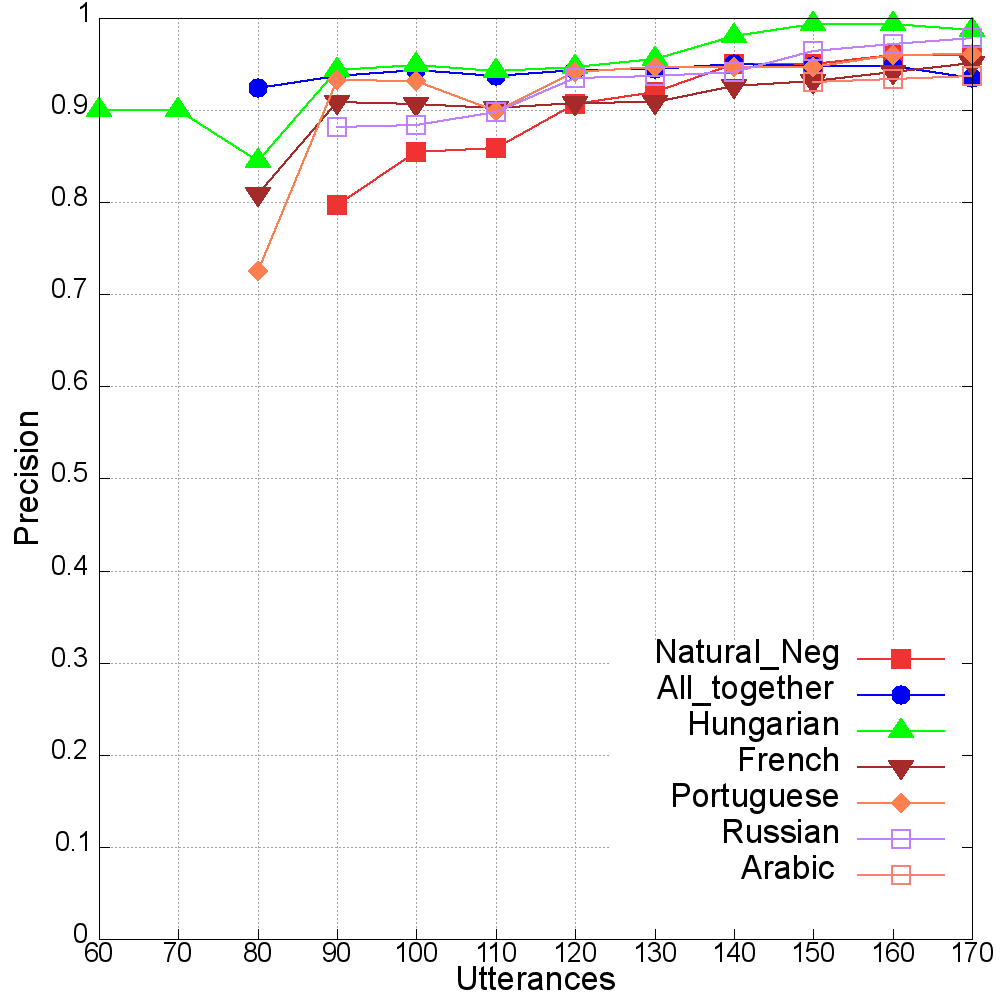 1
0.9
0.8
0.7
0.6
0.5
0.4
0.3
0.2
0.1
0
Precision
Natural_Neg
All_together
Hungarian
French
Portuguese
Russian
Arabic
60 70 80 90 100 110 120 130 140 150 160 170
Utterances